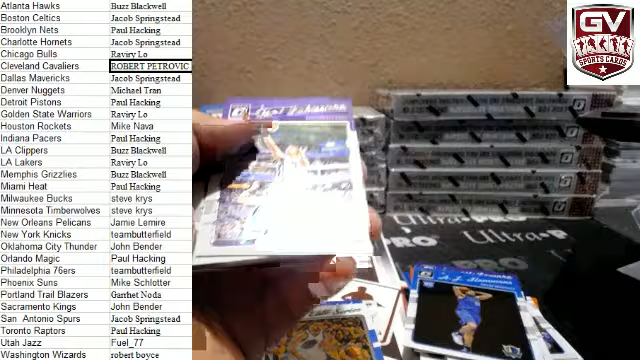 Atlanta Hawks Buzz Blackwell
Boston Celtics Jacob Springstead
Brooklyn Nets Paul Hacking
Charlotte Hornets Jacob Springstead
Chicago Bulls Raviry Lo
Cleveland Cavaliers ROBERT PETROVIC
Dallas Mavericks Jacob Springstead
Denver Nuggets Michael Tran
Detroit Pistons Paul Hacking
Golden State Warriors Raviry Lo
Houston Rockets Mike Nava
Indiana Pacers Paul Hacking
LA Clippers Buzz Blackwell
LA Lakers Raviry Lo
Memphis Grizzlies Buzz Blackwell
Miami Heat Paul Hacking
Milwaukee Bucks steve krys
Minnesota Timberwolves steve krys
New Orleans Pelicans Jamie Lemire
New York Knicks teambutterfield
Oklahoma City Thunder John Bender
Orlando Magic Paul Hacking
Philadelphia 76ers teambutterfield
Phoenix Suns Mike Schlotter
Portland Trail Blazers Garrhet Noda
Sacramento Kings John Bender
San Antonio Spurs Jacob Springstead
Toronto Raptors Paul Hacking
Utah Jazz Fuel_77
Washington Wizards robert boyce
GV
SPORTS CARDS
Ultra
PRO